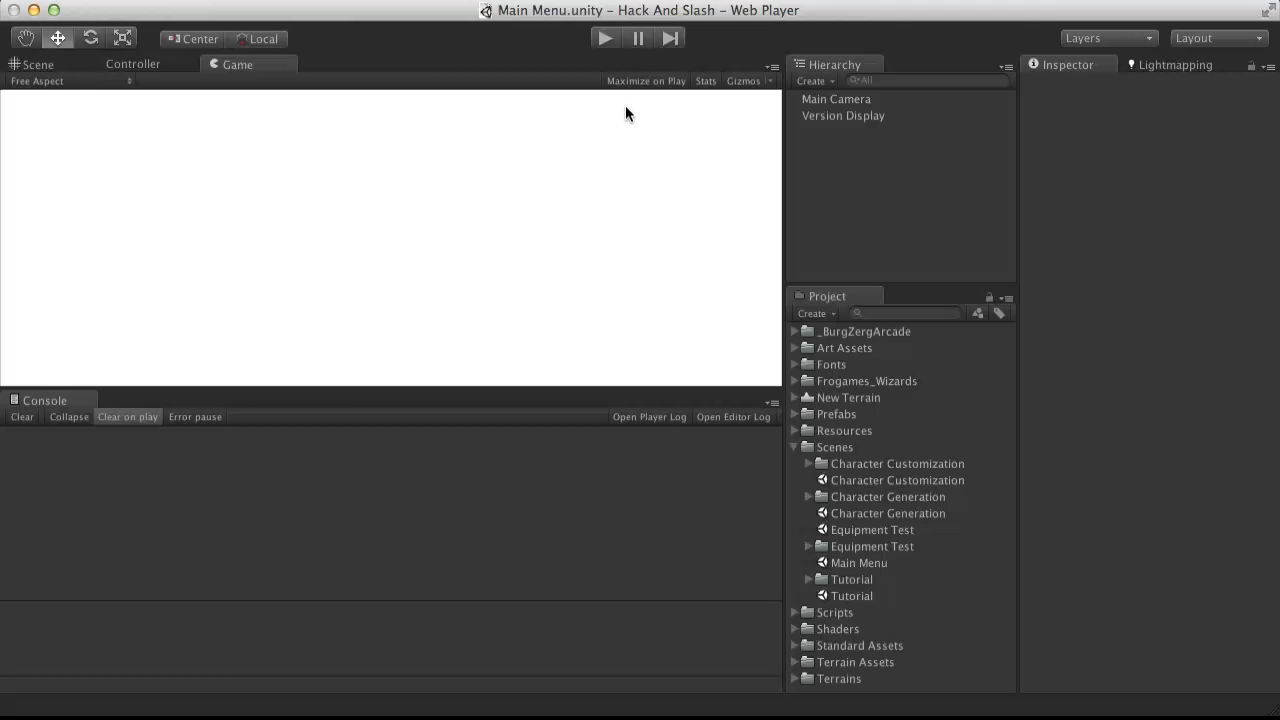 Main Menu.unity – Hack And Slash – Web Player
Center Local
Layers Layout
Scene Controller Game
Free Aspect Maximize on Play Stats Gizmos
Hierarchy
Create All
Main Camera
Version Display
Inspector Lightmapping
Project
Create
_BurgZergArcade
Art Assets
Fonts
Frogames_Wizards
New Terrain
Prefabs
Resources
Scenes
Character Customization
Character Customization
Character Generation
Character Generation
Equipment Test
Equipment Test
Main Menu
Tutorial
Tutorial
Scripts
Shaders
Standard Assets
Terrain Assets
Terrains
Console
Clear Collapse Clear on play Error pause Open Player Log Open Editor Log